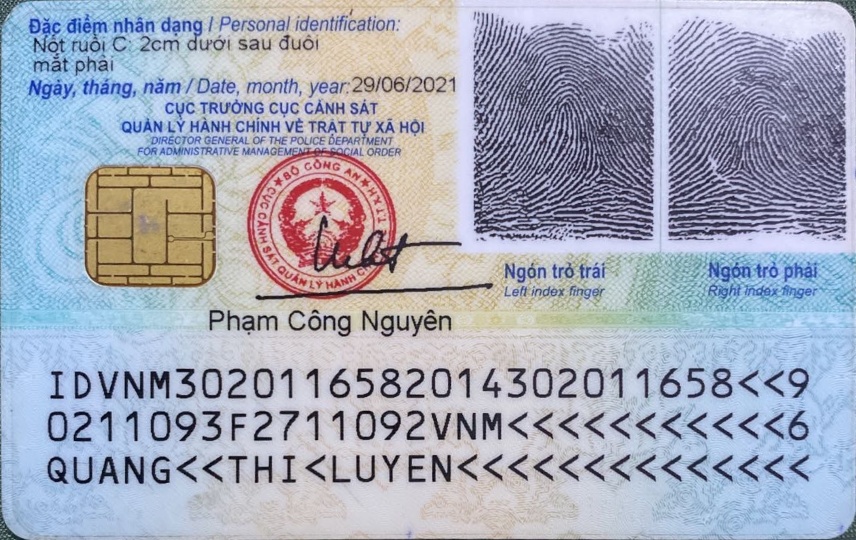 Đặc điểm nhân dạng / Personal identification:
Nốt ruồi C: 2cm dưới sau đuôi
mắt phải
Ngày, tháng, năm / Date, month, year: 29/06/2021
CỤC TRƯỞNG CỤC CẢNH SÁT
QUẢN LÝ HÀNH CHÍNH VỀ TRẬT TỰ XÃ HỘI
DIRECTOR GENERAL OF THE POLICE DEPARTMENT
FOR ADMINISTRATIVE MANAGEMENT OF SOCIAL ORDER
BỘ CÔNG AN
CỤC CẢNH SÁT QUẢN LÝ HÀNH CH
TTXH
Ngón trỏ trái
Left index finger
Ngón trỏ phải
Right index finger
Phạm Công Nguyên
IDVNM3020116582014302011658<<9
0211093F2711092VNM<<<<<<<<<<<6
QUANG<<THI<LUYEN<<<<<<<<<<<<<<